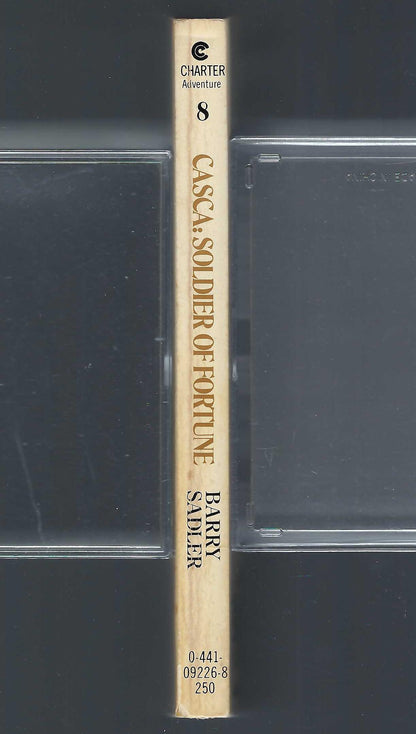 CHARTER
Adventure
8
CASCA: SOLDIER OF FORTUNE
BARRY
SADLER
0-441-
09226-8
250